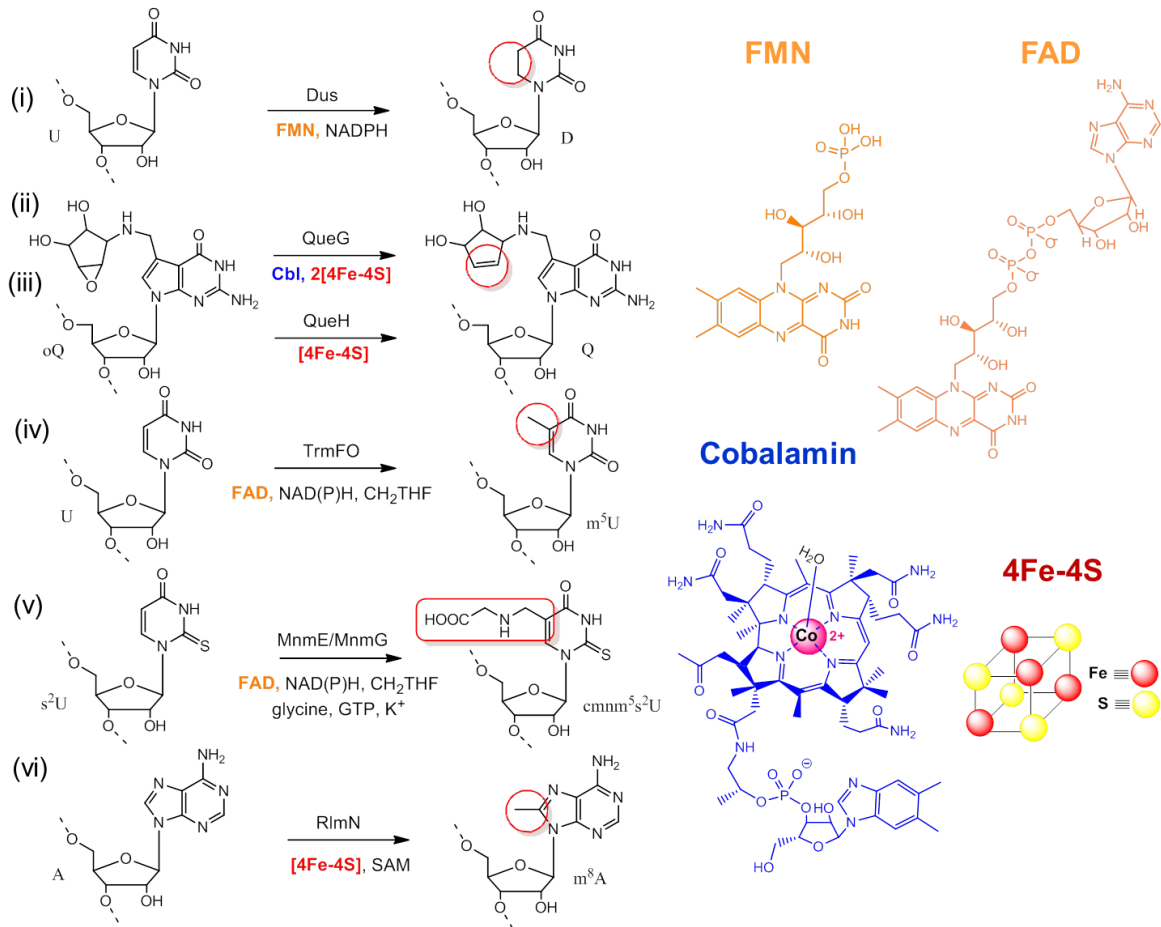 FMN
FAD
Cobalamin
4Fe-4S
(i)
U
Dus
FMN, NADPH
D
(ii)
QueG
Cbl, 2[4Fe-4S]
(iii)
QueH
[4Fe-4S]
oQ
Q
(iv)
U
TrmFO
FAD, NAD(P)H, CH2THF
m5U
(v)
s2U
MnmE/MnmG
FAD, NAD(P)H, CH2THF
glycine, GTP, K+
cmnm5s2U
HOOC
(vi)
A
RlmN
[4Fe-4S], SAM
m8A
Co 2+
H2O
Fe
S